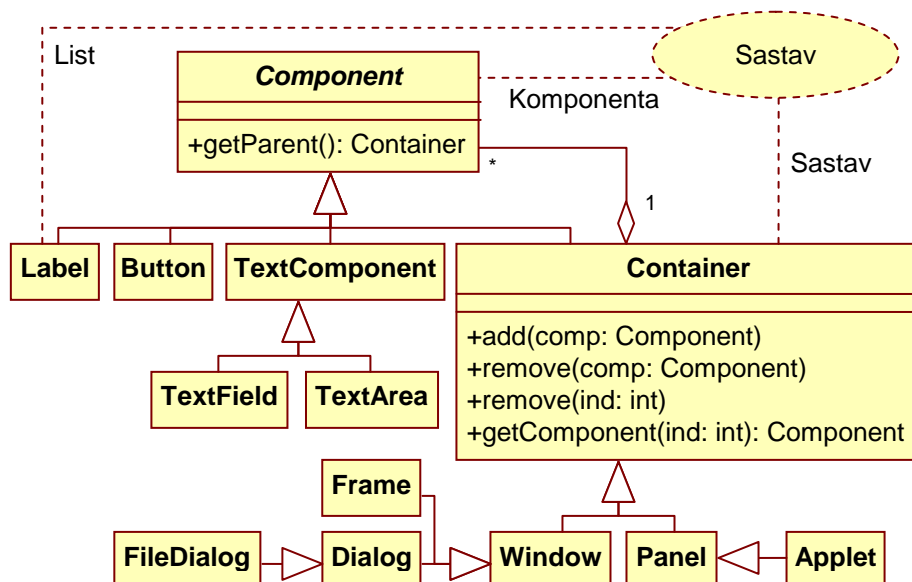 List
Component
Sastav
Komponenta
+getParent(): Container
*
Sastav
1
Label
Button
TextComponent
Container
+add(comp: Component)
+remove(comp: Component)
+remove(ind: int)
+getComponent(ind: int): Component
TextField
TextArea
Frame
FileDialog
Dialog
Window
Panel
Applet